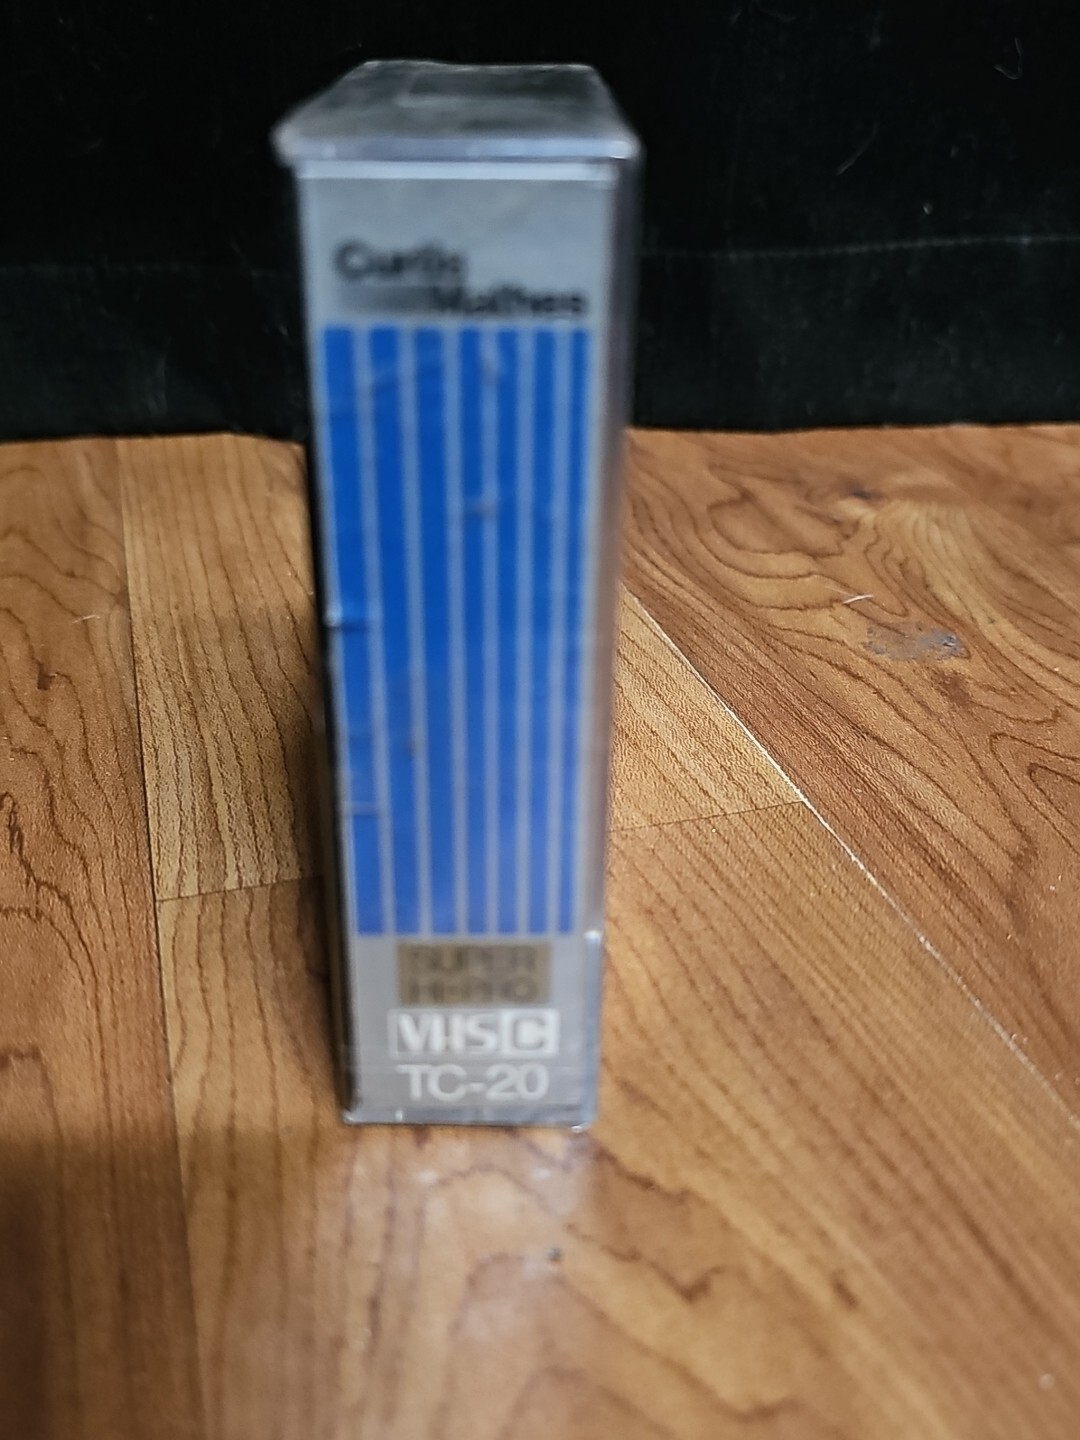 Curtis
Mathes
SUPER
HI-PRO
VHS C
TC-20